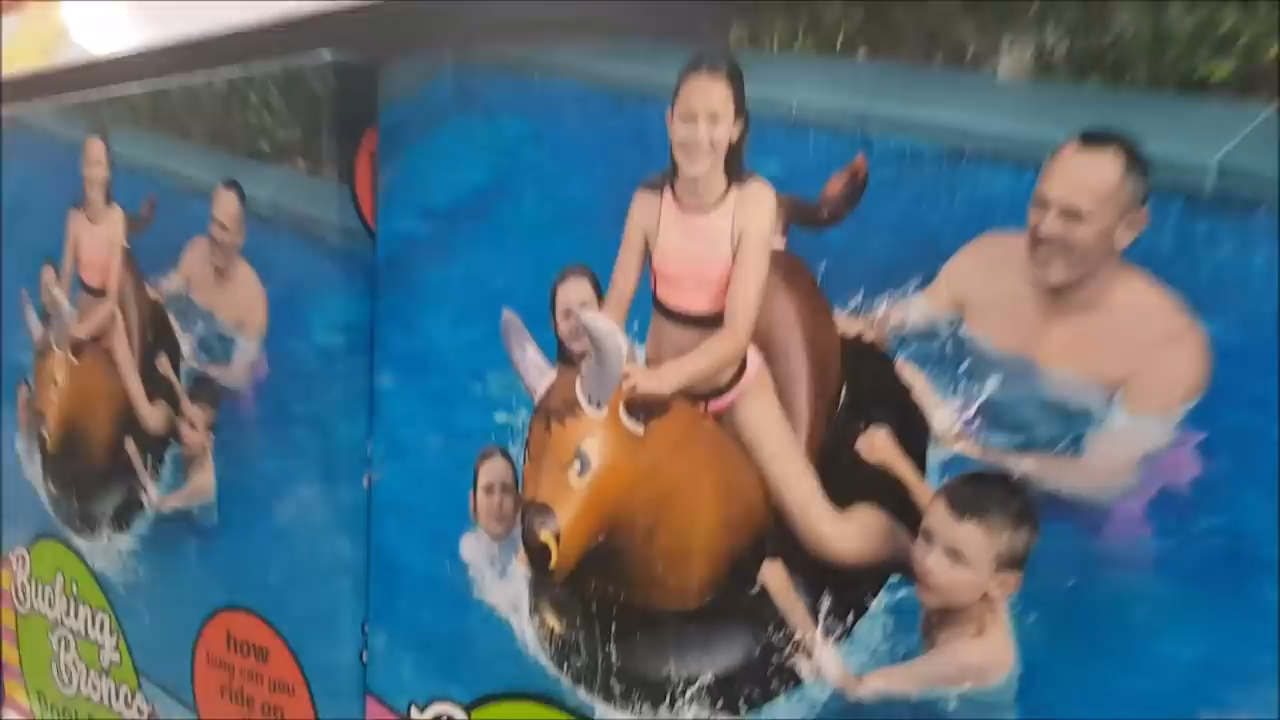 Bucking
Bronco
how
long can you
ride on